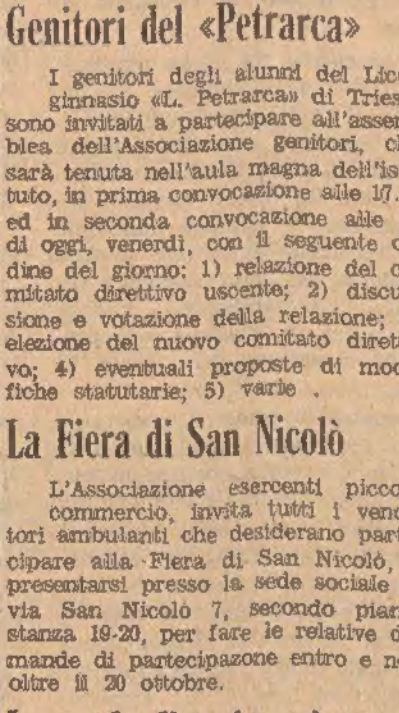 Genitori del «Petrarca»
I genitori degli alunni del Lice
ginnasio «L. Petrarca» di Tries
sono invitati a partecipare all'assem
blea dell'Associazione genitori, ch
sarà tenuta nell'aula magna dell'is
tuto, in prima convocazione alle 17.
ed in seconda convocazione alle
di oggi, venerdì, con il seguente o
dine del giorno: 1) relazione del c
mitato direttivo uscente; 2) discu
sione e votazione della relazione;
elezione del nuovo comitato dirett
vo; 4) eventuali proposte di mod
fiche statutarie; 5) varie .
La Fiera di San Nicolò
L'Associazione esercenti picco
commercio, invita tutti i vend
tori ambulanti che desiderano part
cipare alla Fiera di San Nicolò,
presentarsi presso la sede sociale
via San Nicolò 7, secondo pian
stanza 19-20, per fare le relative d
mande di partecipazone entro e n
oltre il 20 ottobre.